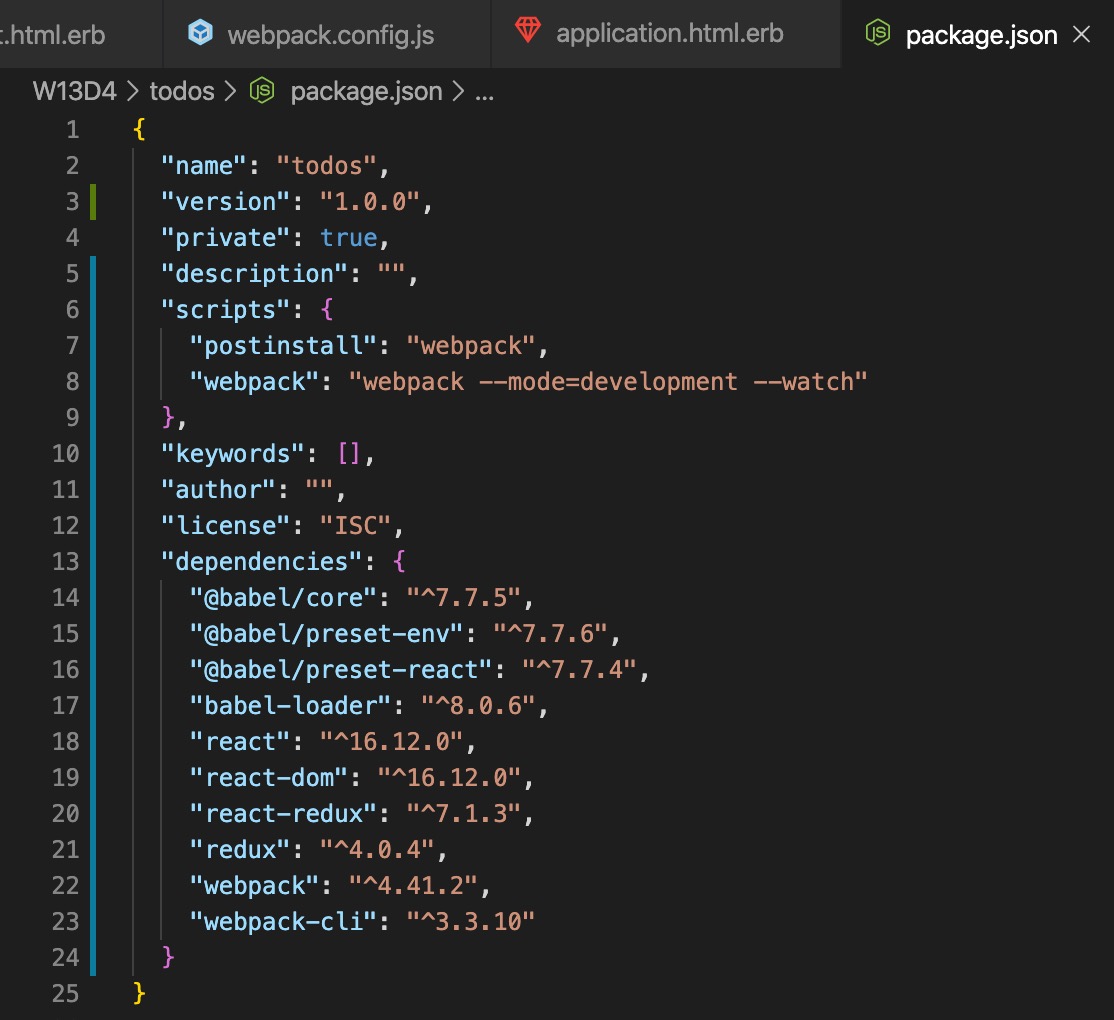 t.html.erb webpack.config.js application.html.erb JS package.json
W13D4 > todos > JS package.json > ...
1 {
2 "name": "todos",
3 "version": "1.0.0",
4 "private": true,
5 "description": "",
6 "scripts": {
7 "postinstall": "webpack",
8 "webpack": "webpack --mode=development --watch"
9 },
10 "keywords": [],
11 "author": "",
12 "license": "ISC",
13 "dependencies": {
14 "@babel/core": "^7.7.5",
15 "@babel/preset-env": "^7.7.6",
16 "@babel/preset-react": "^7.7.4",
17 "babel-loader": "^8.0.6",
18 "react": "^16.12.0",
19 "react-dom": "^16.12.0",
20 "react-redux": "^7.1.3",
21 "redux": "^4.0.4",
22 "webpack": "^4.41.2",
23 "webpack-cli": "^3.3.10"
24 }
25 }